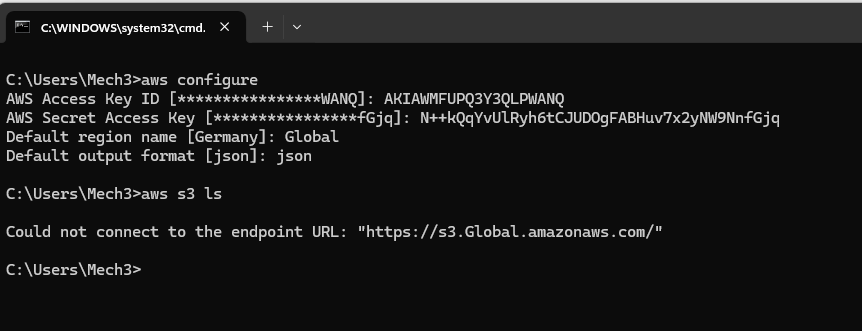 C:\WINDOWS\system32\cmd.
C:\Users\Mech3>aws configure
AWS Access Key ID [****************WANQ]: AKIAWMFUPQ3Y3QLPWANQ
AWS Secret Access Key [****************fGjq]: 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
Default region name [Germany]: Global
Default output format [json]: json
C:\Users\Mech3>aws s3 ls
Could not connect to the endpoint URL: "https://s3.Global.amazonaws.com/"
C:\Users\Mech3>